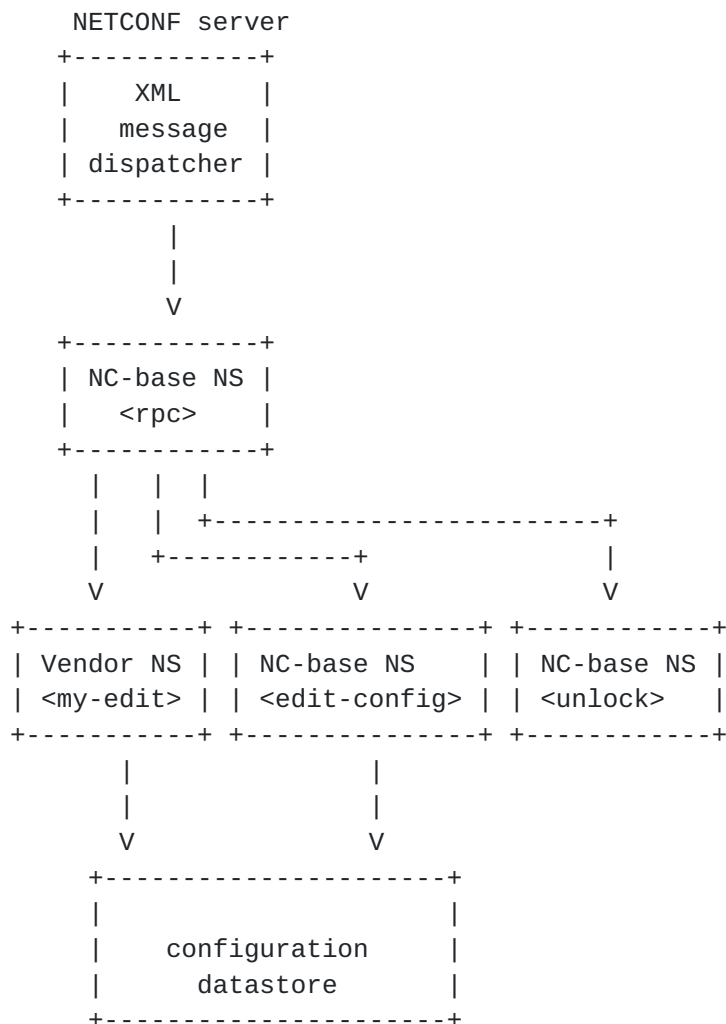 NETCONF server
+------------+
|    XML     |
|   message  |
| dispatcher |
+------------+
|
|
V
+------------+
| NC-base NS |
|   <rpc>    |
+------------+
|   |  |
|   |  +-------------------------+
|   +------------+               |
V                V               V
+-----------+ +---------------+ +------------+
| Vendor NS | | NC-base NS    | | NC-base NS |
| <my-edit> | | <edit-config> | | <unlock>   |
+-----------+ +---------------+ +------------+
|               |
|               |
V               V
+----------------------+
|                      |
|    configuration     |
|      datastore       |
+----------------------+